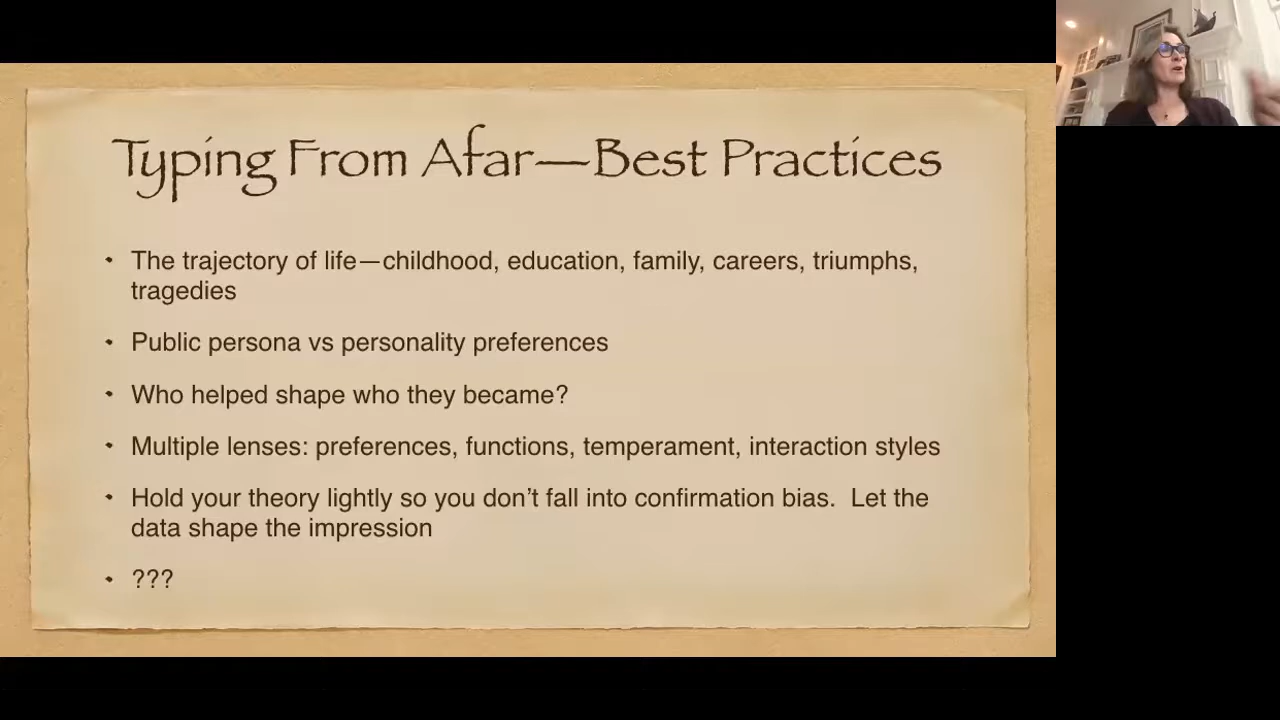 Typing From Afar—Best Practices
• The trajectory of life—childhood, education, family, careers, triumphs,
tragedies
• Public persona vs personality preferences
• Who helped shape who they became?
• Multiple lenses: preferences, functions, temperament, interaction styles
• Hold your theory lightly so you don’t fall into confirmation bias.  Let the
data shape the impression
• ???